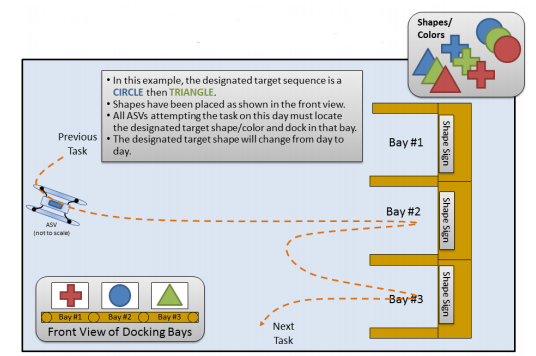 Shapes/
Colors
• In this example, the designated target sequence is a
CIRCLE then TRIANGLE.
• Shapes have been placed as shown in the front view.
• All ASVs attempting the task on this day must locate
the designated target shape/color and dock in that bay.
• The designated target shape will change from day to
day.
Previous
Task
ASV
(not to scale)
Bay #1
Shape Sign
Bay #2
Shape Sign
Bay #3
Shape Sign
Next
Task
Bay #1
Bay #2
Bay #3
Front View of Docking Bays